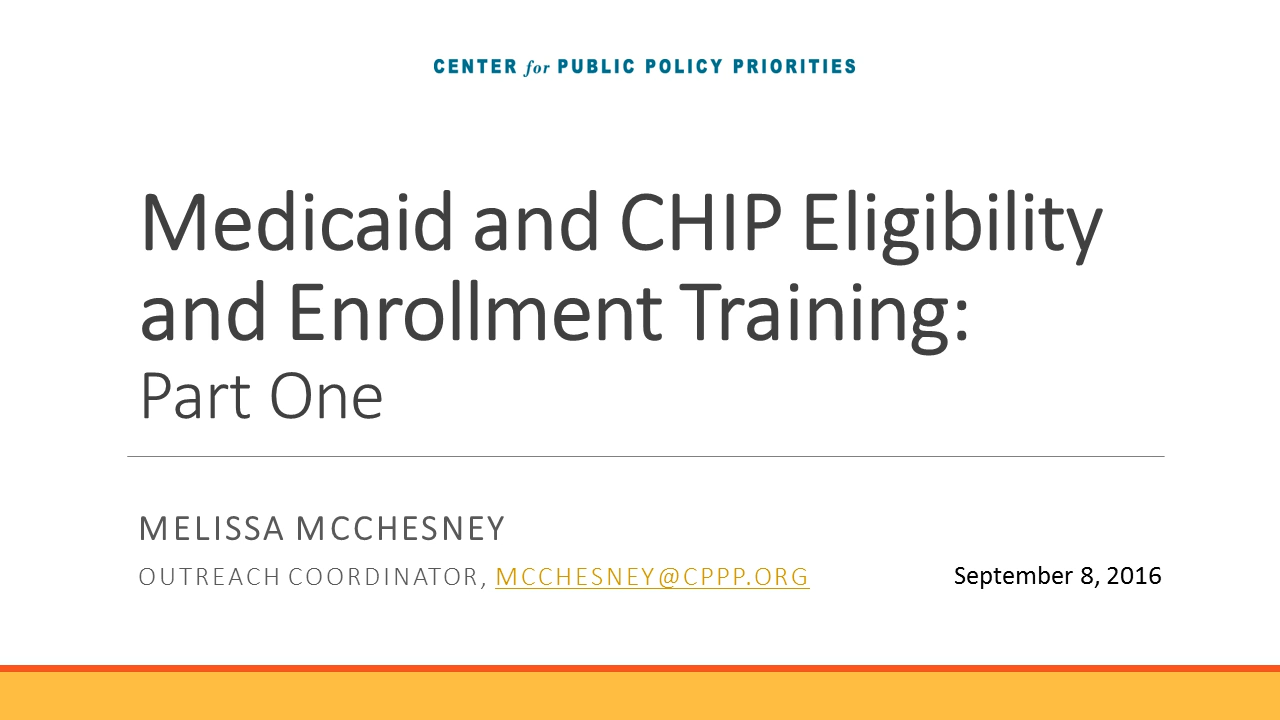 CENTER for PUBLIC POLICY PRIORITIES
Medicaid and CHIP Eligibility
and Enrollment Training:
Part One
MELISSA MCCHESNEY
OUTREACH COORDINATOR, MCCHESNEY@CPPP.ORG
September 8, 2016